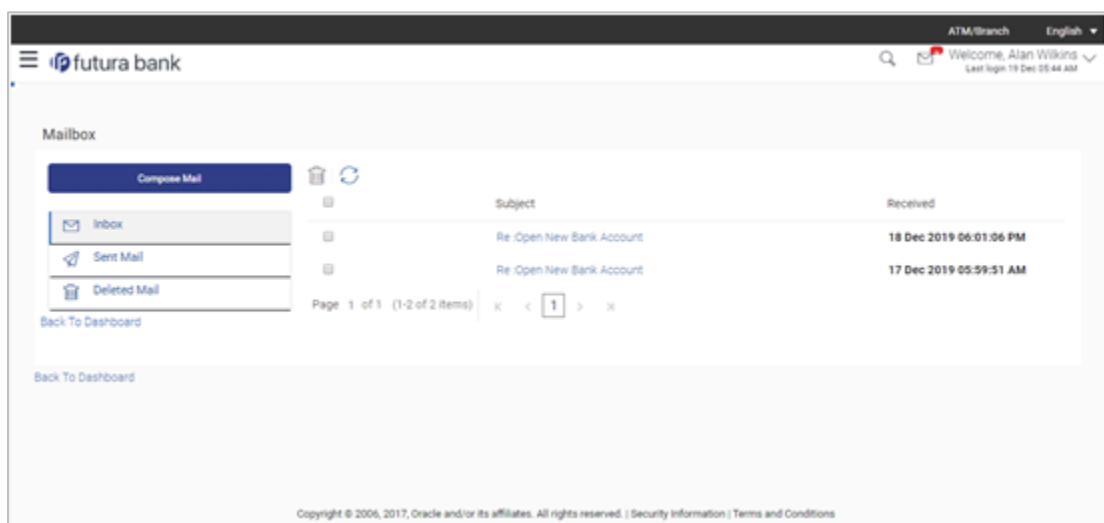 ATM/Branch English
futura bank
Welcome, Alan Wilkins
Last login 19 Dec 05:44 AM
Mailbox
Compose Mail
Subject Received
Inbox
Re :Open New Bank Account 18 Dec 2019 06:01:06 PM
Sent Mail
Re :Open New Bank Account 17 Dec 2019 05:59:51 AM
Deleted Mail
Page 1 of 1 (1-2 of 2 items) K < 1 > X
Back To Dashboard
Back To Dashboard
Copyright © 2006, 2017, Oracle and/or its affiliates. All rights reserved. | Security Information | Terms and Conditions